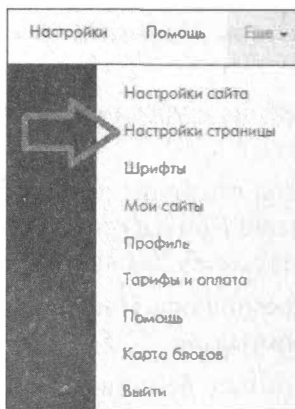 Настройки Помощь Еще
Настройки сайта
Настройки страницы
Шрифты
Мои сайты
Профиль
Тарифы и оплата
Помощь
Карта блоков
Выйти